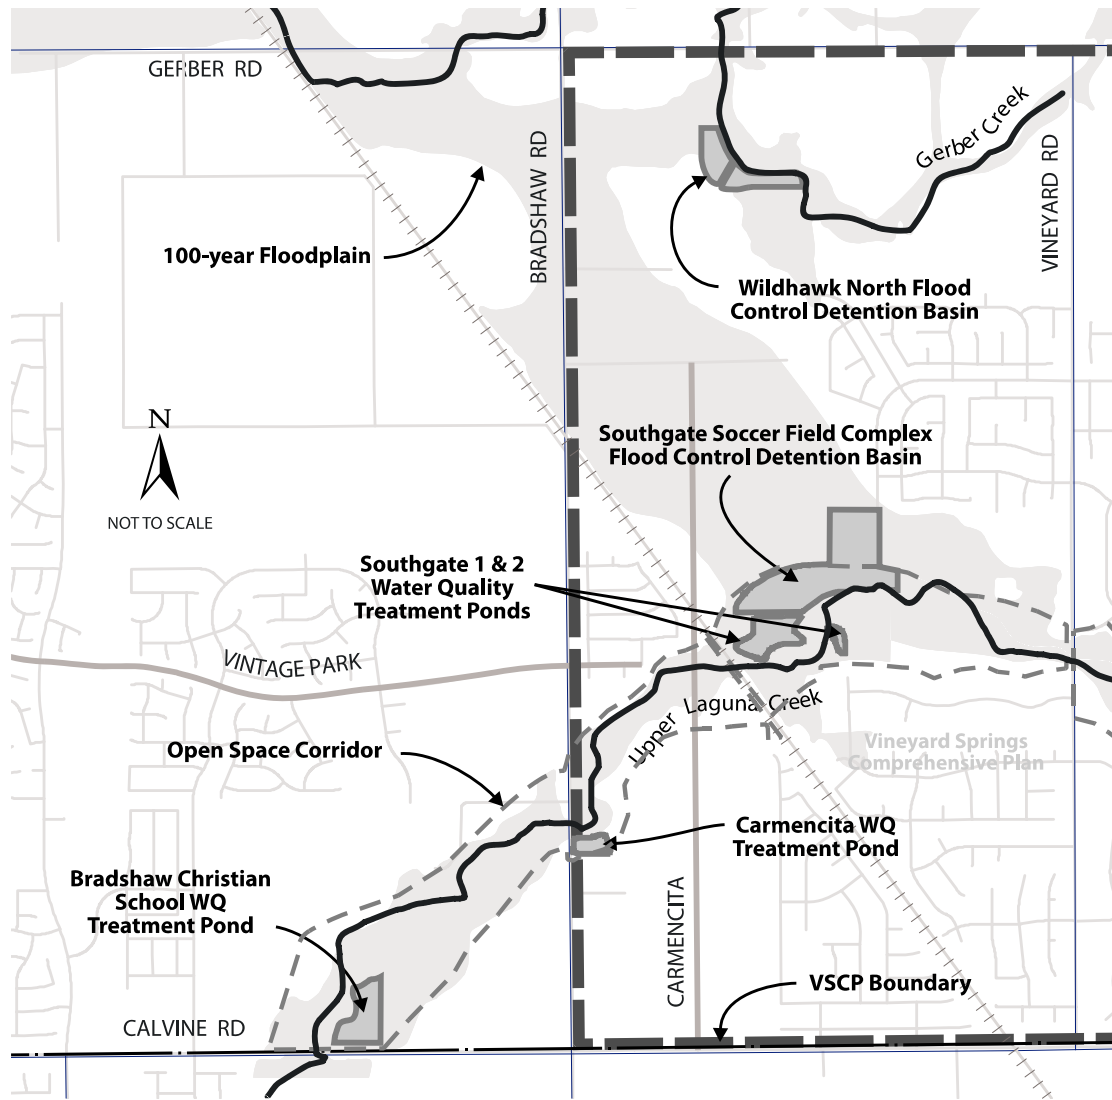 GERBER RD
BRADSHAW RD
Gerber Creek
VINEYARD RD
100-year Floodplain
Wildhawk North Flood
Control Detention Basin
N
NOT TO SCALE
Southgate Soccer Field Complex
Flood Control Detention Basin
Southgate 1 & 2
Water Quality
Treatment Ponds
VINTAGE PARK
Upper Laguna Creek
Open Space Corridor
Vineyard Springs
Comprehensive Plan
Carmencita WQ
Treatment Pond
Bradshaw Christian
School WQ
Treatment Pond
CARMENCITA
VSCP Boundary
CALVINE RD